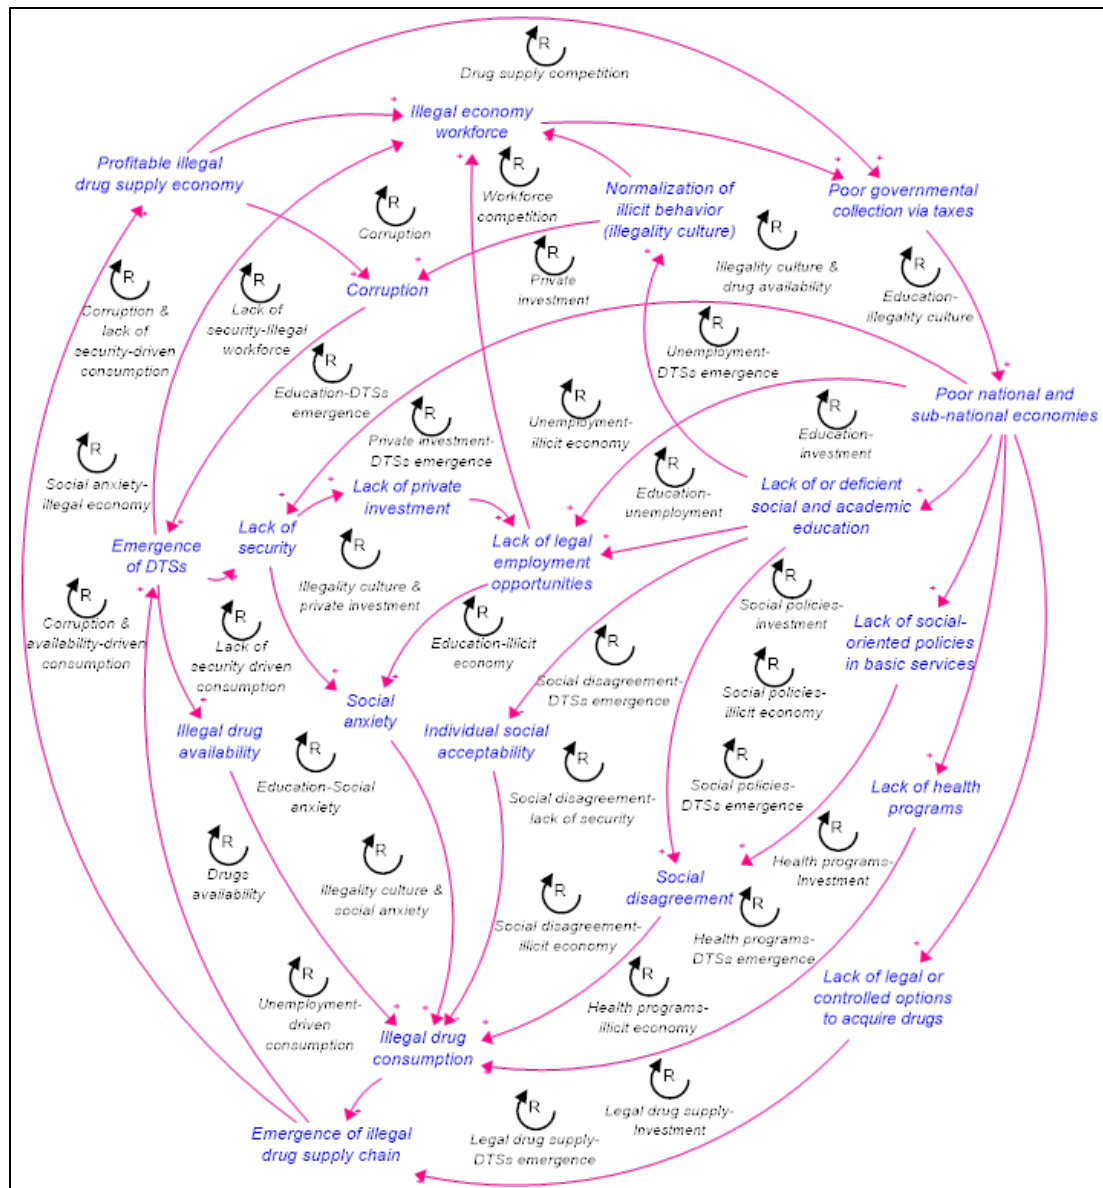 R
Drug supply competition
Illegal economy
workforce
Profitable illegal
drug supply economy
R
Workforce
competition
Normalization of
illicit behavior
(illegality culture)
Poor governmental
collection via taxes
R
Corruption
R
Illegality culture &
drug availability
R
Private
investment
R
Education-
illegality culture
Corruption
R
Corruption &
lack of
security-driven
consumption
R
Lack of
security-illegal
workforce
R
Unemployment-
DTSs emergence
R
Education-DTSs
emergence
Poor national and
sub-national economies
R
Unemployment-
illicit economy
R
Private investment-
DTSs emergence
R
Education-
investment
R
Social anxiety-
illegal economy
Lack of private
investment
R
Education-
unemployment
Lack of or deficient
social and academic
education
Emergence
of DTSs
Lack of
security
Lack of legal
employment
opportunities
R
Illegality culture &
private investment
R
Corruption &
availability-driven
consumption
R
Lack of
security driven
consumption
R
Education-illicit
economy
R
Social policies-
investment
Lack of social-
oriented policies
in basic services
R
Social disagreement-
DTSs emergence
R
Social policies-
illicit economy
Social
anxiety
Illegal drug
availability
Individual social
acceptability
R
Education-Social
anxiety
R
Social disagreement-
lack of security
R
Social policies-
DTSs emergence
Lack of health
programs
R
Drugs
availability
R
Illegality culture &
social anxiety
R
Health programs-
Investment
Social
disagreement
R
Social disagreement-
illicit economy
R
Health programs-
DTSs emergence
Lack of legal or
controlled options
to acquire drugs
R
Unemployment-
driven
consumption
R
Health programs-
illicit economy
Illegal drug
consumption
R
Legal drug supply-
Investment
Emergence of illegal
drug supply chain
R
Legal drug supply-
DTSs emergence